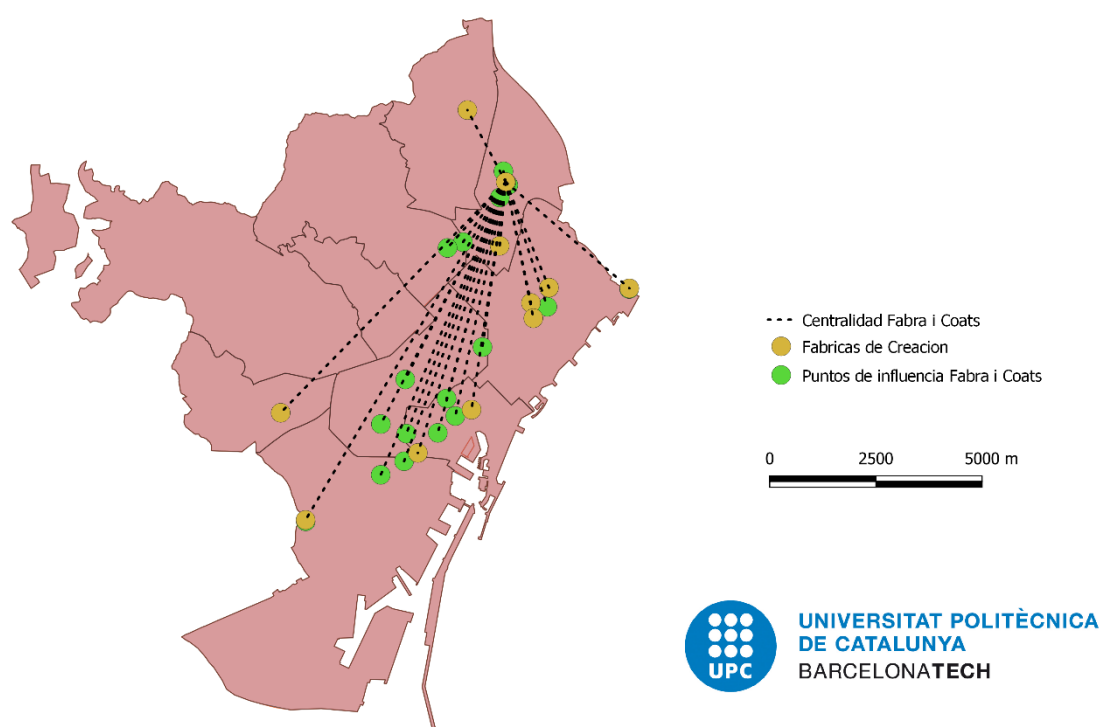 Centralidad Fabra i Coats
Fabricas de Creacion
Puntos de influencia Fabra i Coats
0 2500 5000 m
UNIVERSITAT POLITÈCNICA
DE CATALUNYA
BARCELONATECH
UPC